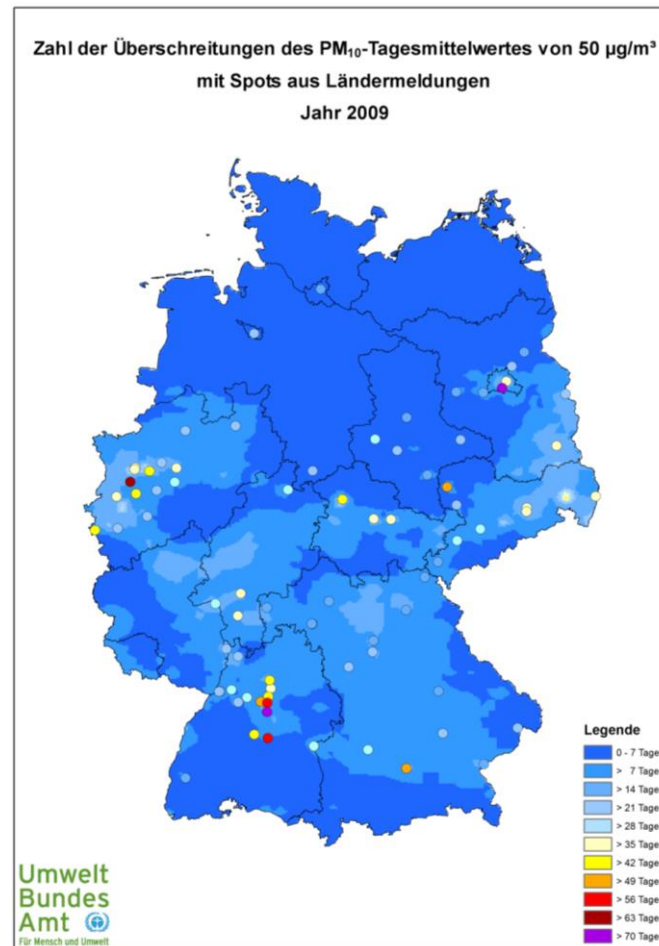 Zahl der Überschreitungen des PM₁₀-Tagesmittelwertes von 50 µg/m³
mit Spots aus Ländermeldungen
Jahr 2009
Legende
0 - 7 Tage
> 7 Tage
> 14 Tage
> 21 Tage
> 28 Tage
> 35 Tage
> 42 Tage
> 49 Tage
> 56 Tage
> 63 Tage
> 70 Tage
Umwelt
Bundes
Amt
Für Mensch und Umwelt